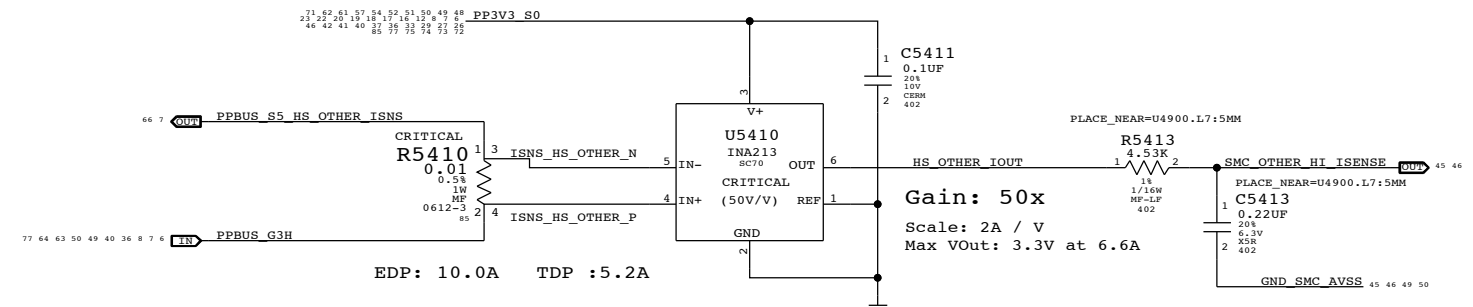 71 62 61 57 54 52 51 50 49 48
23 22 20 19 18 17 16 12 8 7 6
46 42 41 40 37 36 33 29 27 26
85 77 75 74 73 72
PP3V3_S0
1
C5411
0.1UF
20%
10V
CERM
402
2
3
V+
66 7
OUT
PPBUS_S5_HS_OTHER_ISNS
CRITICAL
R5410
0.01
0.5%
1W
MF
0612-3
85
1 3
2 4
ISNS_HS_OTHER_N
ISNS_HS_OTHER_P
5
IN-
4
IN+
U5410
INA213
SC70
CRITICAL
(50V/V)
OUT
6
REF
1
GND
2
77 64 63 50 49 40 36 8 7 6
IN
PPBUS_G3H
EDP: 10.0A TDP :5.2A
HS_OTHER_IOUT
Gain: 50x
Scale: 2A / V
Max VOut: 3.3V at 6.6A
PLACE_NEAR=U4900.L7:5MM
R5413
4.53K
1
2
1%
1/16W
MF-LF
402
SMC_OTHER_HI_ISENSE
OUT
45 46
PLACE_NEAR=U4900.L7:5MM
C5413
1
0.22UF
20%
6.3V
X5R
402
2
GND_SMC_AVSS
45 46 49 50